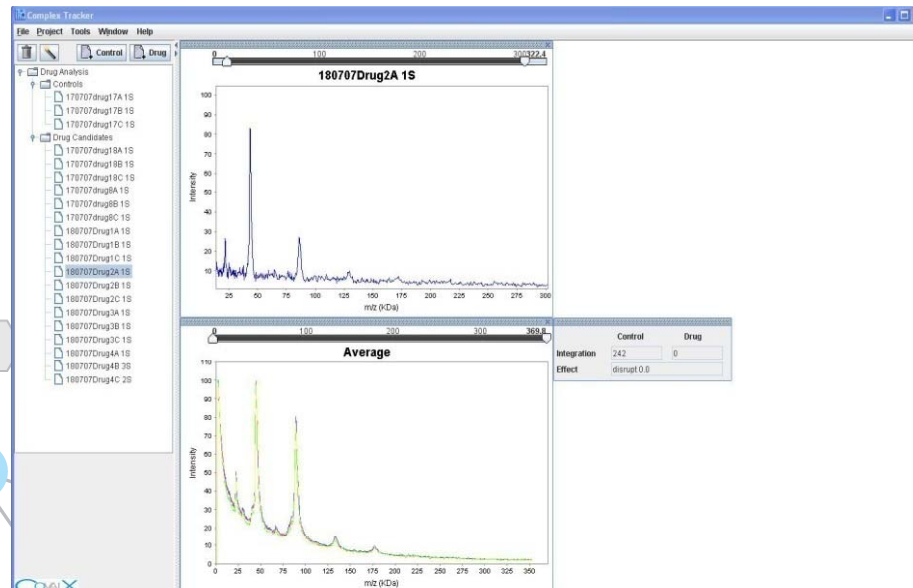 Complex Tracker
File Project Tools Window Help
Control Drug
Drug Analysis
Controls
170707drug17A 1S
170707drug17B 1S
170707drug17C 1S
Drug Candidates
170707drug18A 1S
170707drug18B 1S
170707drug18C 1S
170707drug8A 1S
170707drug8B 1S
170707drug8C 1S
180707Drug1A 1S
180707Drug1B 1S
180707Drug1C 1S
180707Drug2A 1S
180707Drug2B 1S
180707Drug2C 1S
180707Drug3A 1S
180707Drug3B 1S
180707Drug3C 1S
180707Drug4A 1S
180707Drug4B 3S
180707Drug4C 2S
0 100 200 300 322.4
180707Drug2A 1S
100
90
80
70
60
50
40
30
20
10
Intensity
25 50 75 100 125 150 175 200 225 250 275 300
m/z (KDa)
0 100 200 300 369.8
Average
110
100
90
80
70
60
50
40
30
20
10
0
Intensity
0 25 50 75 100 125 150 175 200 225 250 275 300 325 350
m/z (KDa)
Control Drug
Integration 242 0
Effect disrupt 0.0